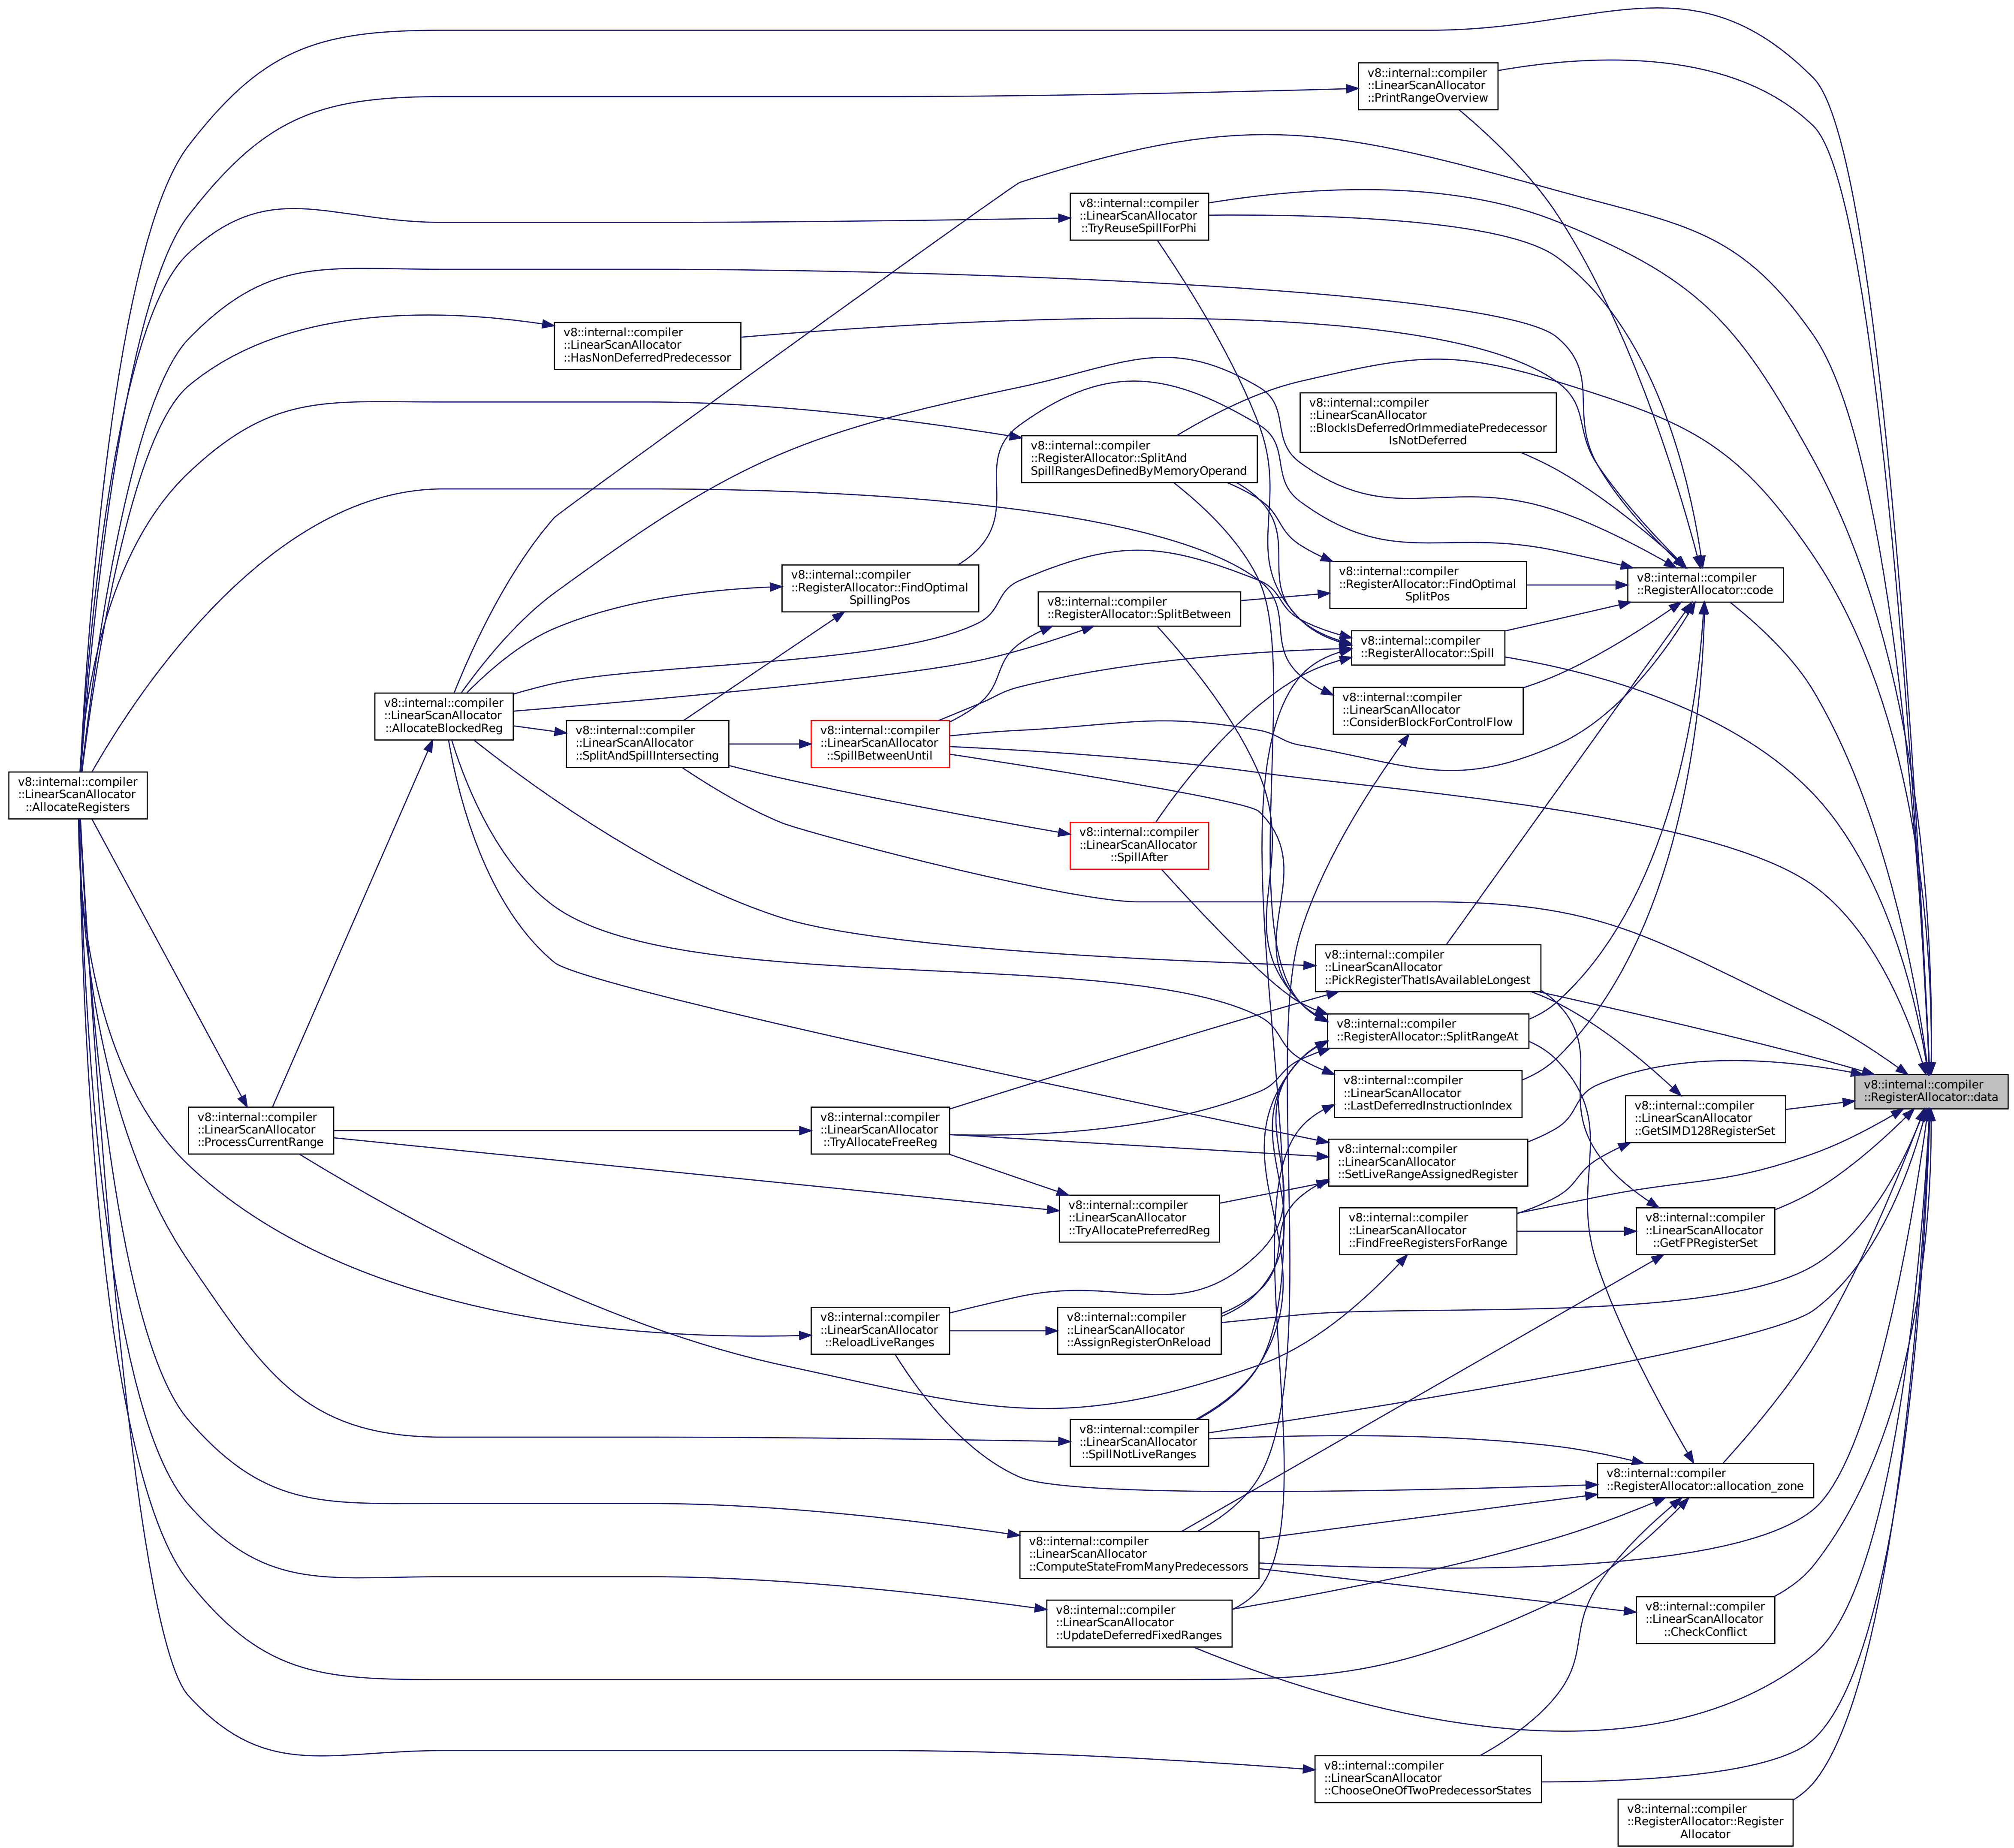 v8::internal::compiler
::LinearScanAllocator
::PrintRangeOverview
v8::internal::compiler
::LinearScanAllocator
::TryReuseSpillForPhi
v8::internal::compiler
::LinearScanAllocator
::HasNonDeferredPredecessor
v8::internal::compiler
::LinearScanAllocator
::BlockIsDeferredOrImmediatePredecessor
IsNotDeferred
v8::internal::compiler
::RegisterAllocator::SplitAnd
SpillRangesDefinedByMemoryOperand
v8::internal::compiler
::RegisterAllocator::FindOptimal
SpillingPos
v8::internal::compiler
::RegisterAllocator::FindOptimal
SplitPos
v8::internal::compiler
::RegisterAllocator::code
v8::internal::compiler
::RegisterAllocator::SplitBetween
v8::internal::compiler
::RegisterAllocator::Spill
v8::internal::compiler
::LinearScanAllocator
::ConsiderBlockForControlFlow
v8::internal::compiler
::LinearScanAllocator
::AllocateBlockedReg
v8::internal::compiler
::LinearScanAllocator
::SplitAndSpillIntersecting
v8::internal::compiler
::LinearScanAllocator
::SpillBetweenUntil
v8::internal::compiler
::LinearScanAllocator
::AllocateRegisters
v8::internal::compiler
::LinearScanAllocator
::SpillAfter
v8::internal::compiler
::LinearScanAllocator
::PickRegisterThatIsAvailableLongest
v8::internal::compiler
::RegisterAllocator::SplitRangeAt
v8::internal::compiler
::RegisterAllocator::data
v8::internal::compiler
::LinearScanAllocator
::LastDeferredInstructionIndex
v8::internal::compiler
::LinearScanAllocator
::GetSIMD128RegisterSet
v8::internal::compiler
::LinearScanAllocator
::ProcessCurrentRange
v8::internal::compiler
::LinearScanAllocator
::TryAllocateFreeReg
v8::internal::compiler
::LinearScanAllocator
::SetLiveRangeAssignedRegister
v8::internal::compiler
::LinearScanAllocator
::TryAllocatePreferredReg
v8::internal::compiler
::LinearScanAllocator
::FindFreeRegistersForRange
v8::internal::compiler
::LinearScanAllocator
::GetFPRegisterSet
v8::internal::compiler
::LinearScanAllocator
::ReloadLiveRanges
v8::internal::compiler
::LinearScanAllocator
::AssignRegisterOnReload
v8::internal::compiler
::LinearScanAllocator
::SpillNotLiveRanges
v8::internal::compiler
::RegisterAllocator::allocation_zone
v8::internal::compiler
::LinearScanAllocator
::ComputeStateFromManyPredecessors
v8::internal::compiler
::LinearScanAllocator
::UpdateDeferredFixedRanges
v8::internal::compiler
::LinearScanAllocator
::CheckConflict
v8::internal::compiler
::LinearScanAllocator
::ChooseOneOfTwoPredecessorStates
v8::internal::compiler
::RegisterAllocator::Register
Allocator